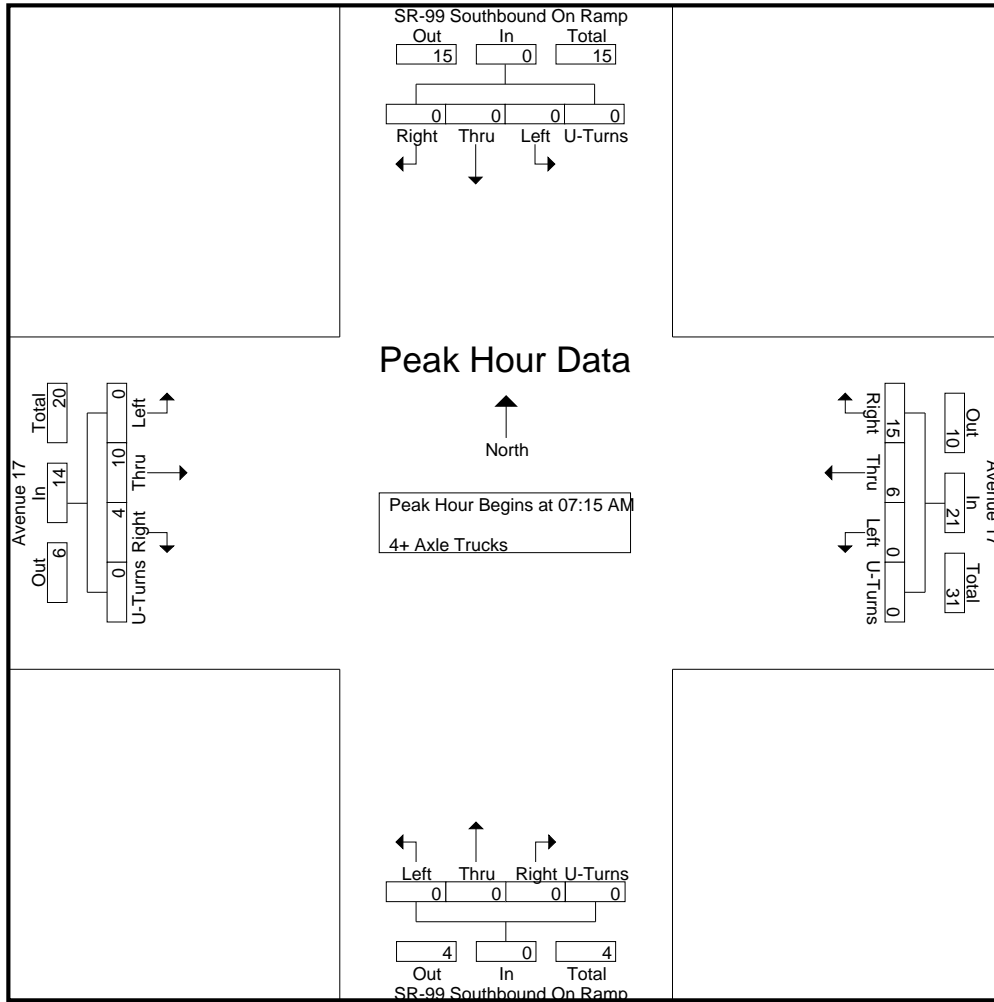 SR-99 Southbound On Ramp
Out In Total
15 0 15
0 0 0 0
Right Thru Left U-Turns
Peak Hour Data
North
Peak Hour Begins at 07:15 AM
4+ Axle Trucks
Avenue 17
Total In Out
20 14 6
0 10 4 0
Left Thru Right U-Turns
Avenue 17
Out In Total
10 21 31
15 6 0 0
Right Thru Left U-Turns
Left Thru Right U-Turns
0 0 0 0
4 0 4
Out In Total
SR-99 Southbound On Ramp